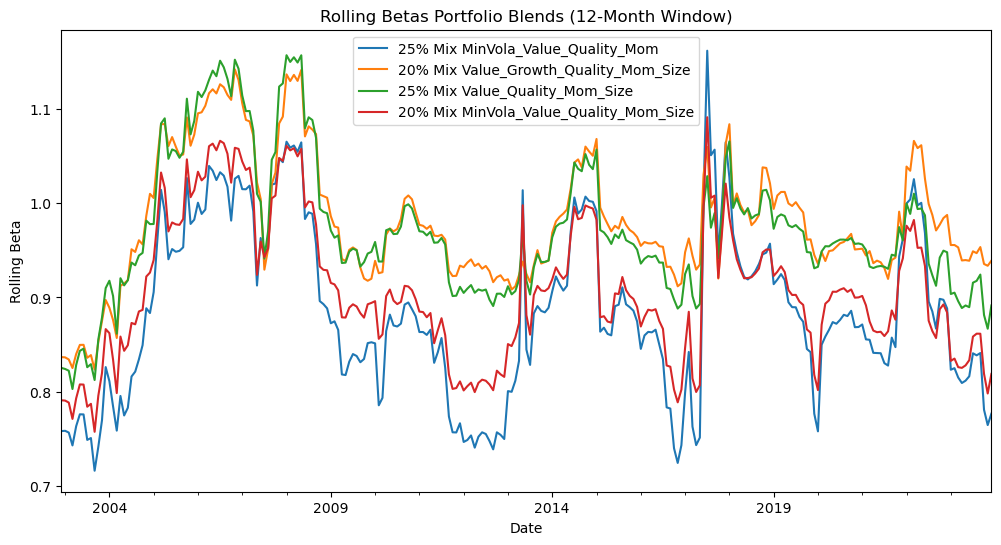 Rolling Betas Portfolio Blends (12-Month Window)
25% Mix MinVola_Value_Quality_Mom
20% Mix Value_Growth_Quality_Mom_Size
25% Mix Value_Quality_Mom_Size
20% Mix MinVola_Value_Quality_Mom_Size
Rolling Beta
1.1
1.0
0.9
0.8
0.7
2004
2009
2014
2019
Date